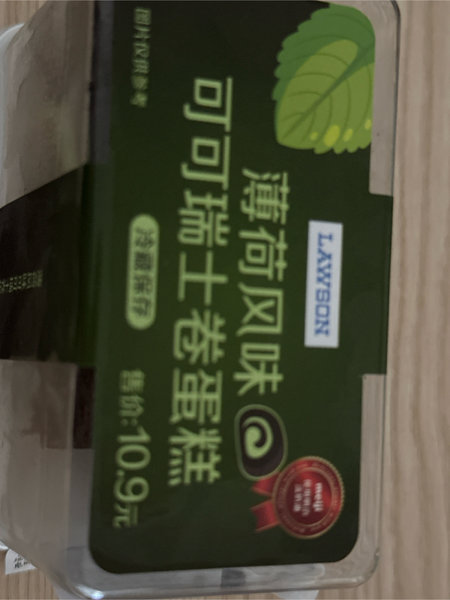 LAWSON
薄荷风味
可可瑞士卷蛋糕
冷藏保存
售价:10.9元
图片仅供参考
meiji